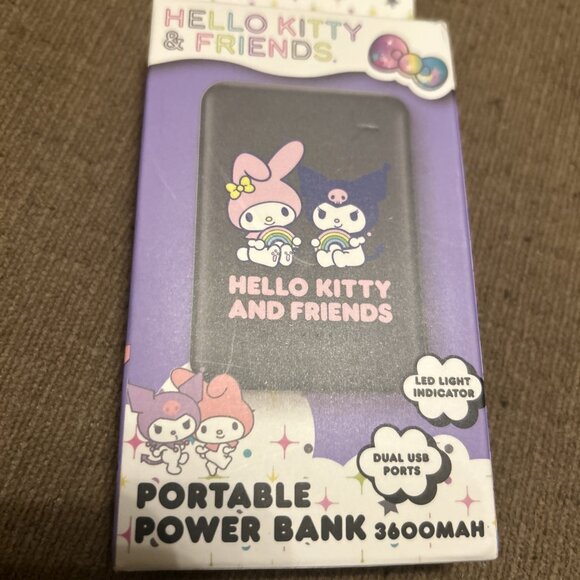 HELLO KITTY
& FRIENDS
HELLO KITTY
AND FRIENDS
LED LIGHT
INDICATOR
DUAL USB
PORTS
PORTABLE
POWER BANK 3600MAH